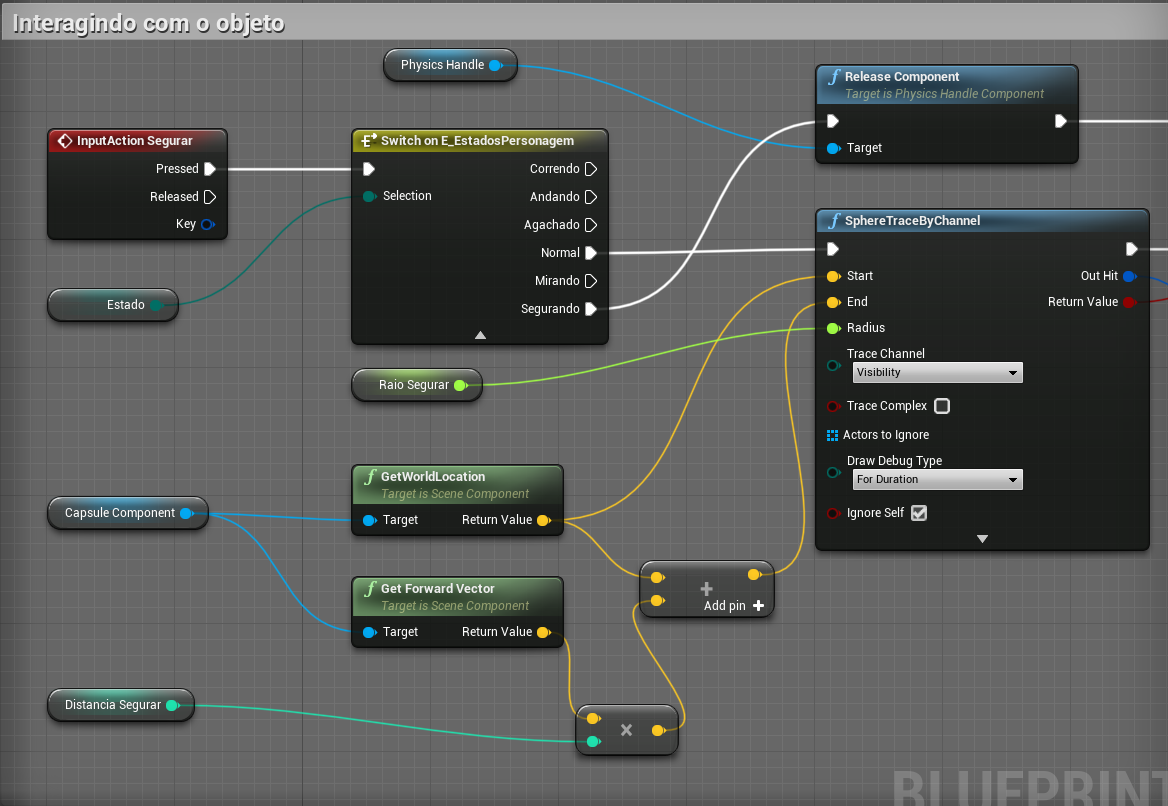 Interagindo com o objeto
Physics Handle
Release Component
Target is Physics Handle Component
Target
InputAction Segurar
Pressed
Released
Key
Switch on E_EstadosPersonagem
Selection
Correndo
Andando
Agachado
Normal
Mirando
Segurando
Estado
Raio Segurar
SphereTraceByChannel
Start
Out Hit
End
Return Value
Radius
Trace Channel
Visibility
Trace Complex
Actors to Ignore
Draw Debug Type
For Duration
Ignore Self
Capsule Component
GetWorldLocation
Target is Scene Component
Target
Return Value
Get Forward Vector
Target is Scene Component
Target
Return Value
Add pin
Distancia Segurar
BLUEPRINT